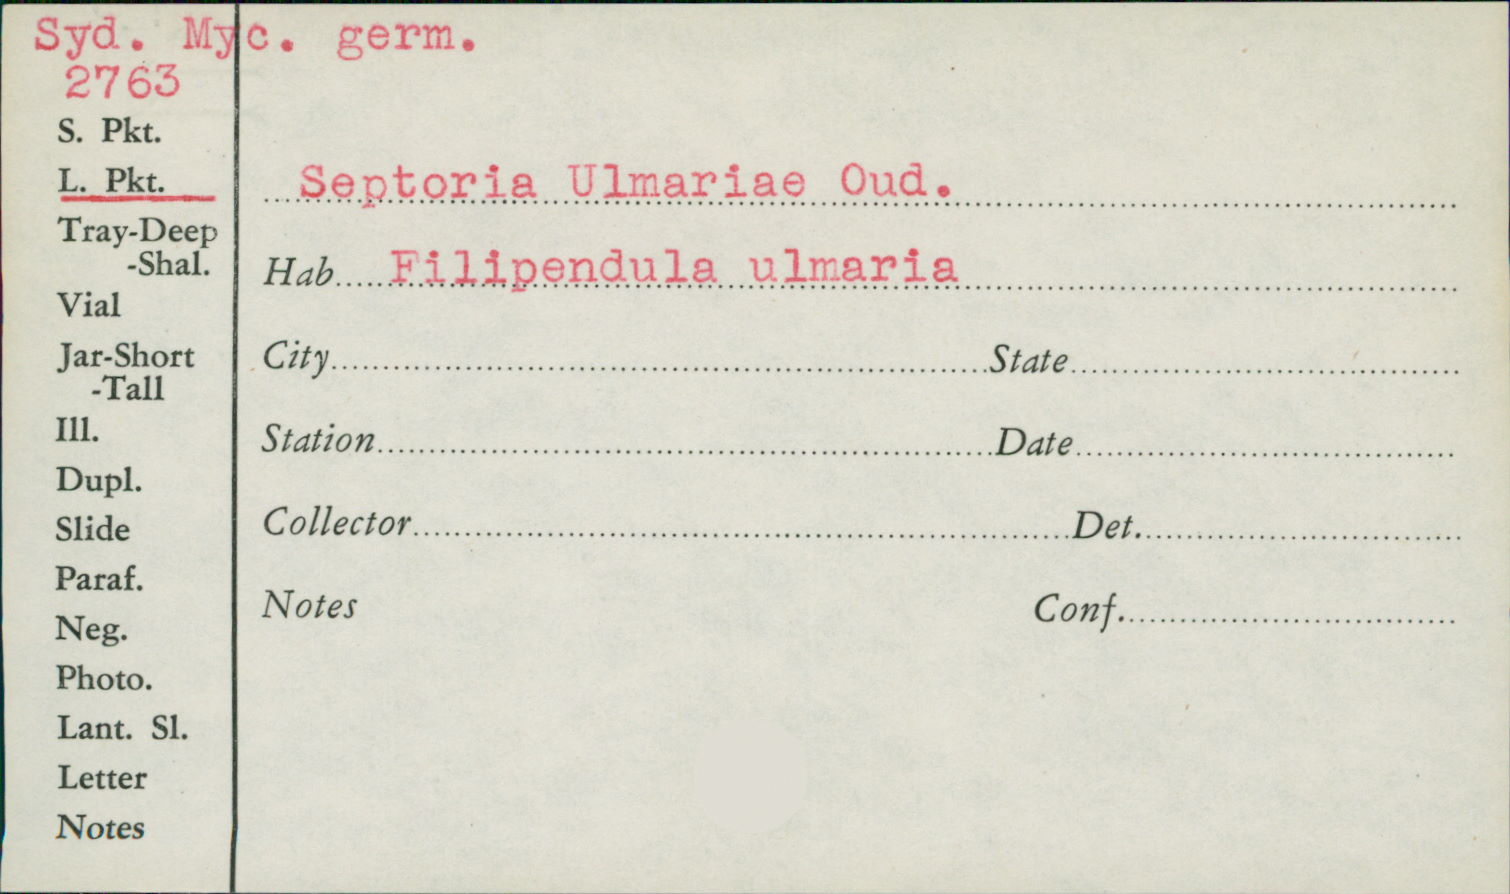 Syd. Myc. germ.
2763
S. Pkt.
L. Pkt.
Septoria Ulmariae Oud.
Tray-Deep
-Shal.
Hab. Filipendula ulmaria
Vial
Jar-Short
-Tall
City State
Ill.
Station Date
Dupl.
Slide
Collector Det.
Paraf.
Neg.
Notes Conf.
Photo.
Lant. Sl.
Letter
Notes